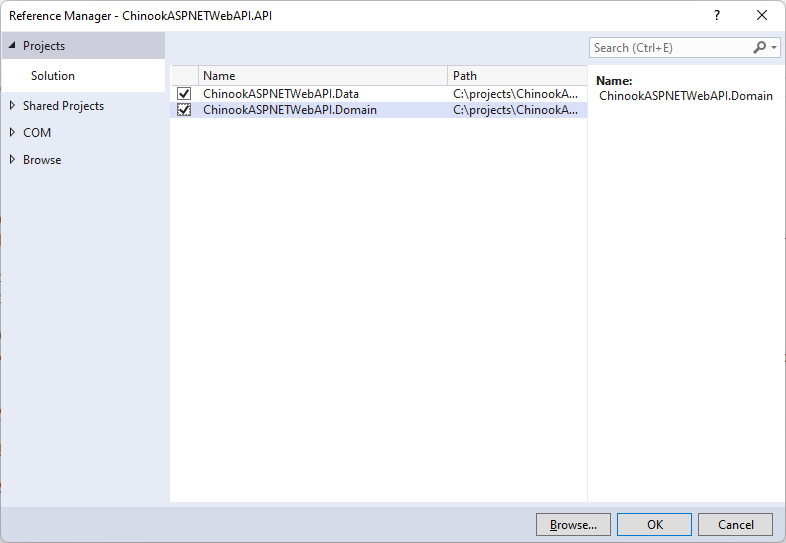 Reference Manager - ChinookASPNETWebAPI.API ?
Projects
Search (Ctrl+E)
Solution
Name Path
Name:
ChinookASPNETWebAPI.Data C:\projects\ChinookA...
ChinookASPNETWebAPI.Domain
Shared Projects
ChinookASPNETWebAPI.Domain C:\projects\ChinookA...
COM
Browse
Browse... OK Cancel